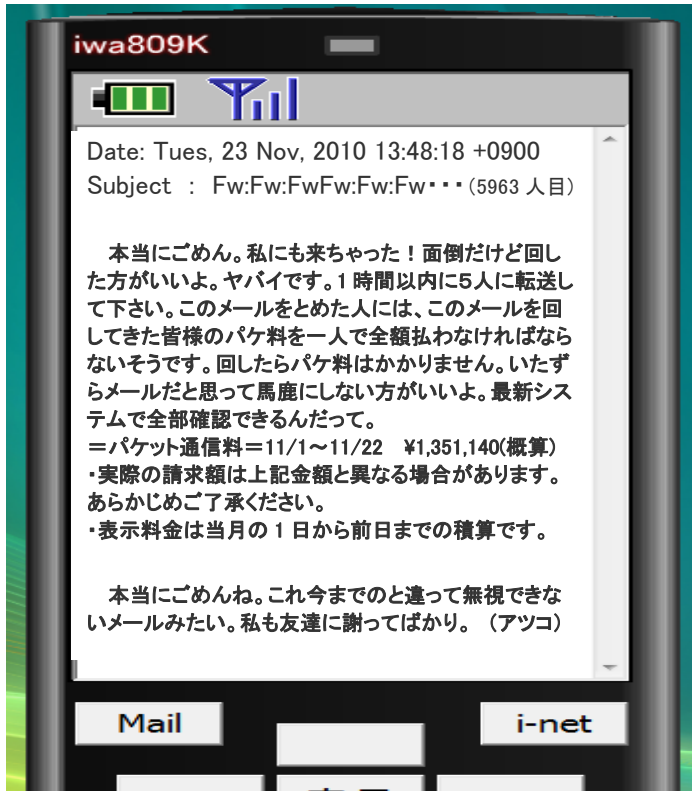 iwa809K
Date: Tues, 23 Nov, 2010 13:48:18 +0900
Subject : Fw:Fw:FwFw:Fw:Fw・・・(5963 人目)
本当にごめん。私にも来ちゃった！面倒だけど回し
た方がいいよ。ヤバイです。1 時間以内に5人に転送し
て下さい。このメールをとめた人には、このメールを回
してきた皆様のパケ料を一人で全額払わなければなら
ないそうです。回したらパケ料はかかりません。いたず
らメールだと思って馬鹿にしない方がいいよ。最新シス
テムで全部確認できるんだって。
＝パケット通信料＝11/1～11/22　¥1,351,140(概算)
・実際の請求額は上記金額と異なる場合があります。
あらかじめご了承ください。
・表示料金は当月の 1 日から前日までの積算です。
本当にごめんね。これ今までのと違って無視できな
いメールみたい。私も友達に謝ってばかり。（アツコ）
Mail
i-net